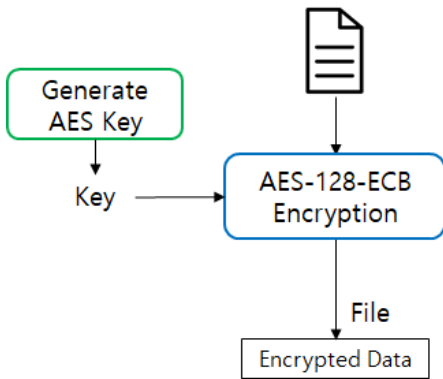 Generate
AES Key
Key
AES-128-ECB
Encryption
File
Encrypted Data